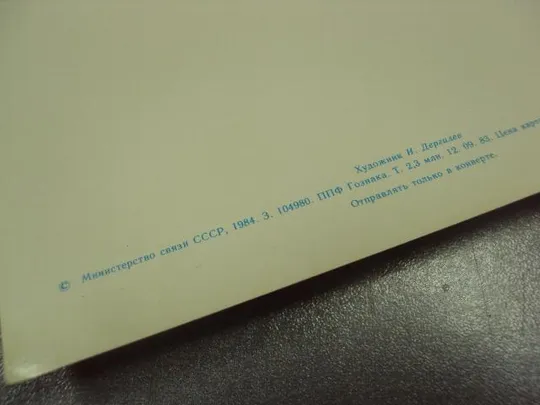 Художник И. Дергилев
© Министерство связи СССР, 1984. З. 104980. ППФ Гознака. Т. 2,3 млн. 12. 09. 83. Цена
Отправлять только в конверте.